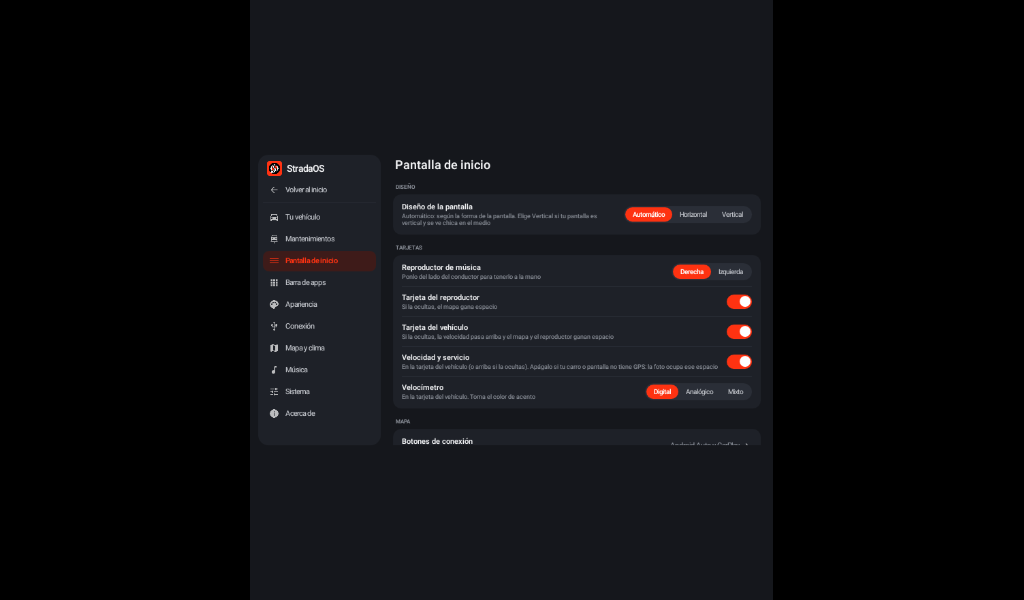 StradaOS
Volver al inicio
Tu vehículo
Mantenimientos
Pantalla de inicio
Barra de apps
Apariencia
Conexión
Mapa y clima
Música
Sistema
Acerca de
Pantalla de inicio
DISEÑO
Diseño de la pantalla
Automático: según la forma de la pantalla. Elige Vertical si tu pantalla es
vertical y se ve chica en el medio
Automático Horizontal Vertical
TARJETAS
Reproductor de música
Ponlo del lado del conductor para tenerlo a la mano
Derecha Izquierda
Tarjeta del reproductor
Si la ocultas, el mapa gana espacio
Tarjeta del vehículo
Si la ocultas, la velocidad pasa arriba y el mapa y el reproductor ganan espacio
Velocidad y servicio
En la tarjeta del vehículo (o arriba si la ocultas). Apágalo si tu carro o pantalla no tiene GPS: la foto ocupa ese espacio
Velocímetro
En la tarjeta del vehículo. Toma el color de acento
Digital Analógico Mixto
MAPA
Botones de conexión